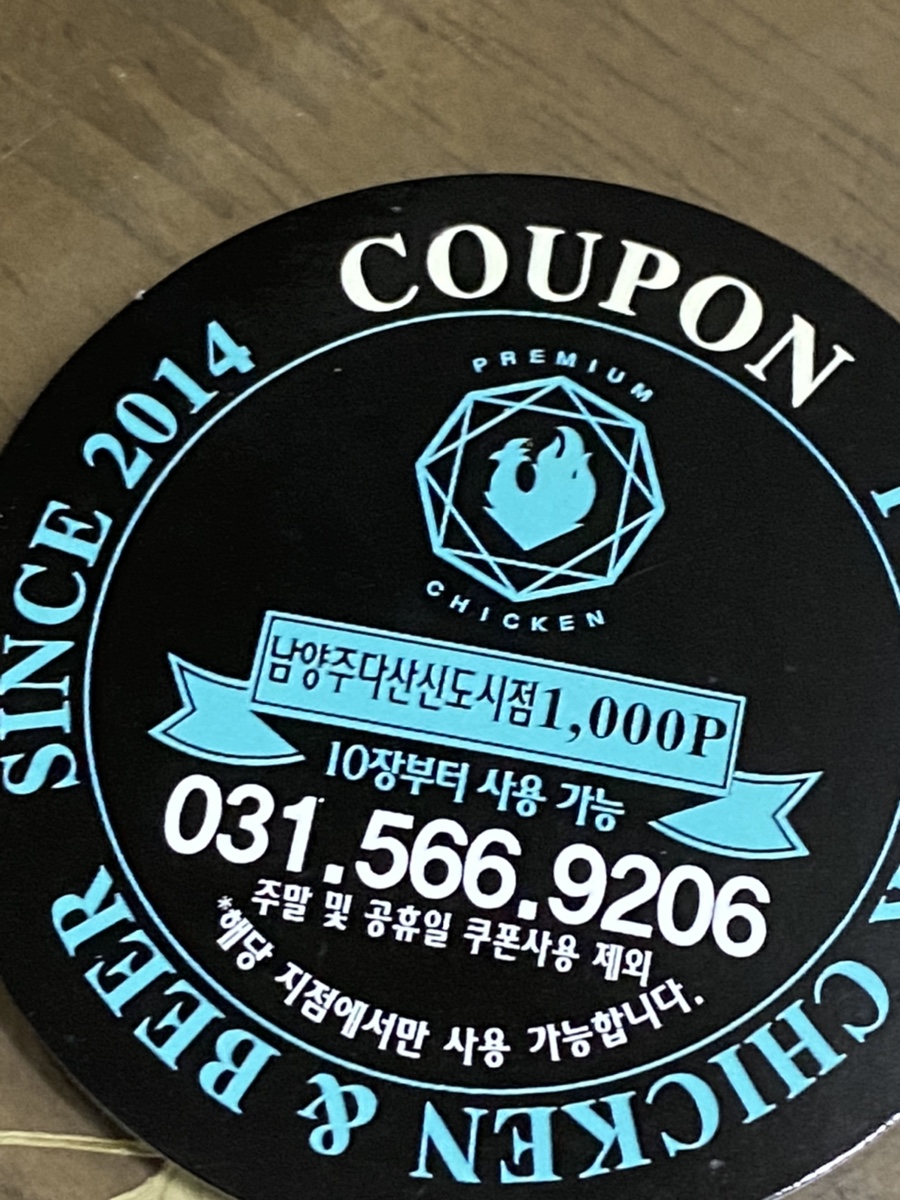 COUPON
SINCE 2014
PREMIUM
CHICKEN
남양주다산신도시점1,000P
10장부터 사용 가능
031.566.9206
주말 및 공휴일 쿠폰사용 제외
*해당 지점에서만 사용 가능합니다.
CHICKEN & BEER